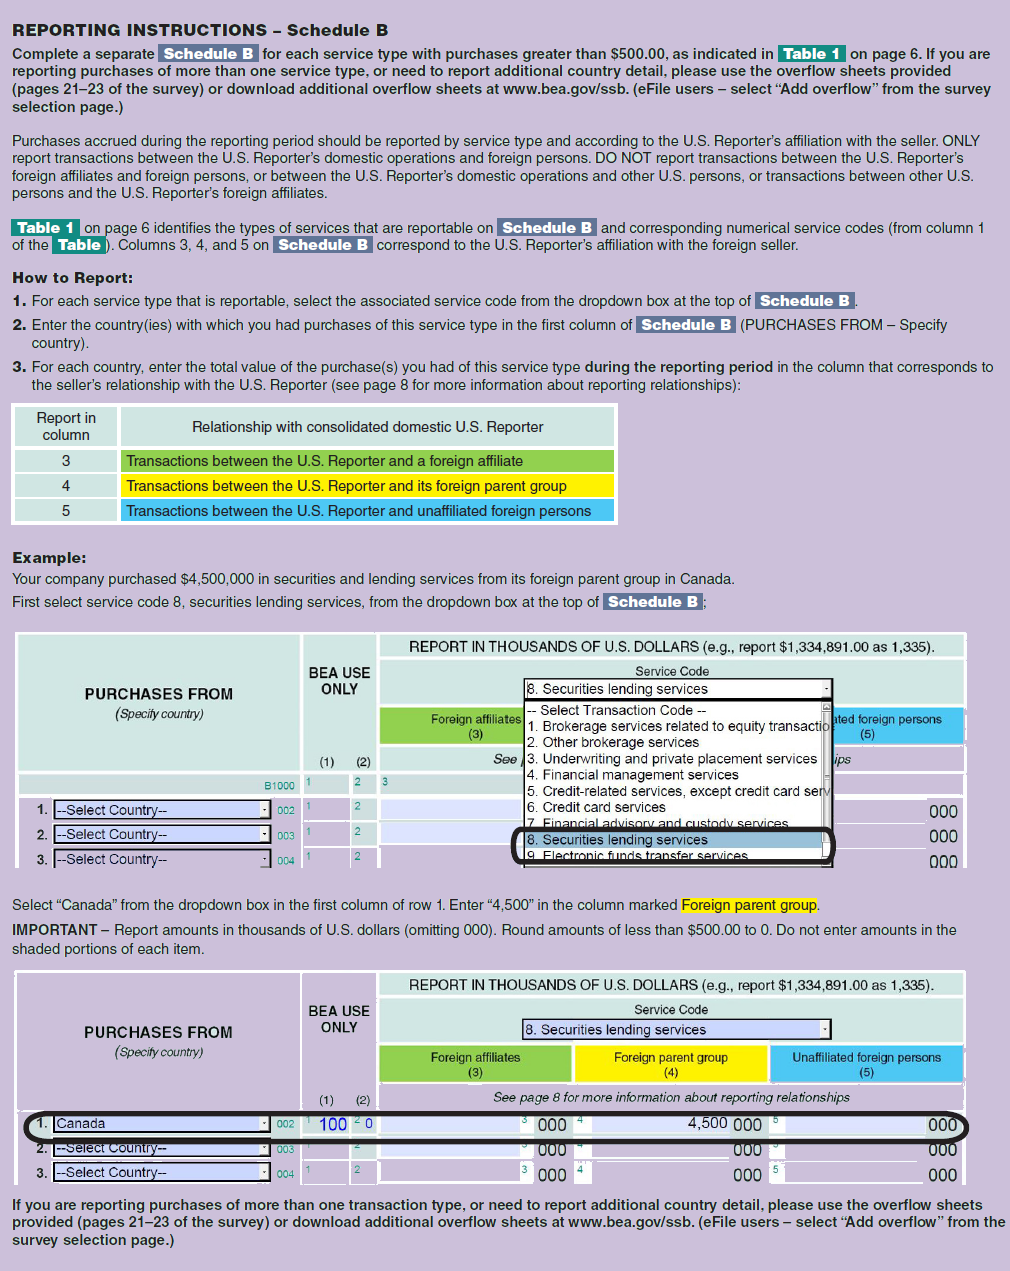 REPORTING INSTRUCTIONS – Schedule B
Complete a separate Schedule B for each service type with purchases greater than $500.00, as indicated in Table 1 on page 6. If you are
reporting purchases of more than one service type, or need to report additional country detail, please use the overflow sheets provided
(pages 21–23 of the survey) or download additional overflow sheets at www.bea.gov/ssb. (eFile users – select “Add overflow” from the survey
selection page.)
Purchases accrued during the reporting period should be reported by service type and according to the U.S. Reporter’s affiliation with the seller. ONLY
report transactions between the U.S. Reporter’s domestic operations and foreign persons. DO NOT report transactions between the U.S. Reporter’s
foreign affiliates and foreign persons, or between the U.S. Reporter’s domestic operations and other U.S. persons, or transactions between other U.S.
persons and the U.S. Reporter’s foreign affiliates.
Table 1 on page 6 identifies the types of services that are reportable on Schedule B and corresponding numerical service codes (from column 1
of the Table). Columns 3, 4, and 5 on Schedule B correspond to the U.S. Reporter’s affiliation with the foreign seller.
How to Report:
1. For each service type that is reportable, select the associated service code from the dropdown box at the top of Schedule B.
2. Enter the country(ies) with which you had purchases of this service type in the first column of Schedule B (PURCHASES FROM – Specify
country).
3. For each country, enter the total value of the purchase(s) you had of this service type during the reporting period in the column that corresponds to
the seller’s relationship with the U.S. Reporter (see page 8 for more information about reporting relationships):
Report in
column
Relationship with consolidated domestic U.S. Reporter
3 Transactions between the U.S. Reporter and a foreign affiliate
4 Transactions between the U.S. Reporter and its foreign parent group
5 Transactions between the U.S. Reporter and unaffiliated foreign persons
Example:
Your company purchased $4,500,000 in securities and lending services from its foreign parent group in Canada.
First select service code 8, securities lending services, from the dropdown box at the top of Schedule B;
REPORT IN THOUSANDS OF U.S. DOLLARS (e.g., report $1,334,891.00 as 1,335).
PURCHASES FROM
(Specify country)
BEA USE
ONLY
(1) (2)
Service Code
8. Securities lending services
-- Select Transaction Code --
1. Brokerage services related to equity transactio
2. Other brokerage services
3. Underwriting and private placement services
4. Financial management services
5. Credit-related services, except credit card serv
6. Credit card services
7. Financial advisory and custody services
8. Securities lending services
9. Electronic funds transfer services
Foreign affiliates
(3)
ated foreign persons
(5)
See
ips
B1000 1 2 3
1. --Select Country-- 002 1 2 000
2. --Select Country-- 003 1 2 000
3. --Select Country-- 004 1 2 000
Select “Canada” from the dropdown box in the first column of row 1. Enter “4,500” in the column marked Foreign parent group.
IMPORTANT – Report amounts in thousands of U.S. dollars (omitting 000). Round amounts of less than $500.00 to 0. Do not enter amounts in the
shaded portions of each item.
REPORT IN THOUSANDS OF U.S. DOLLARS (e.g., report $1,334,891.00 as 1,335).
PURCHASES FROM
(Specify country)
BEA USE
ONLY
(1) (2)
Service Code
8. Securities lending services
Foreign affiliates
(3)
Foreign parent group
(4)
Unaffiliated foreign persons
(5)
See page 8 for more information about reporting relationships
1. Canada 002 1 100 2 0 3 000 4 4,500 000 5 000
2. --Select Country-- 003 000 000 000
3. --Select Country-- 004 1 2 3 000 4 000 5 000
If you are reporting purchases of more than one transaction type, or need to report additional country detail, please use the overflow sheets
provided (pages 21–23 of the survey) or download additional overflow sheets at www.bea.gov/ssb. (eFile users – select “Add overflow” from the
survey selection page.)